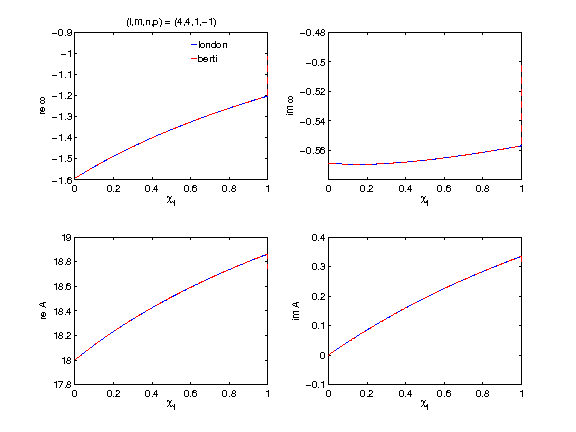 (l,m,n,p) = (4,4,1,−1)
−0.9
−1
−1.1
−1.2
−1.3
−1.4
−1.5
−1.6
re ω
london
berti
0 0.2 0.4 0.6 0.8 1
χf
−0.48
−0.5
−0.52
−0.54
−0.56
im ω
0 0.2 0.4 0.6 0.8 1
χf
19
18.8
18.6
18.4
18.2
18
17.8
re A
0 0.2 0.4 0.6 0.8 1
χf
0.4
0.3
0.2
0.1
0
−0.1
im A
0 0.2 0.4 0.6 0.8 1
χf